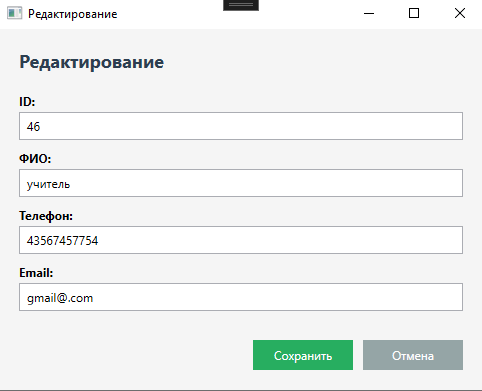 Редактирование
Редактирование
ID:
46
ФИО:
учитель
Телефон:
43567457754
Email:
gmail@.com
Сохранить Отмена